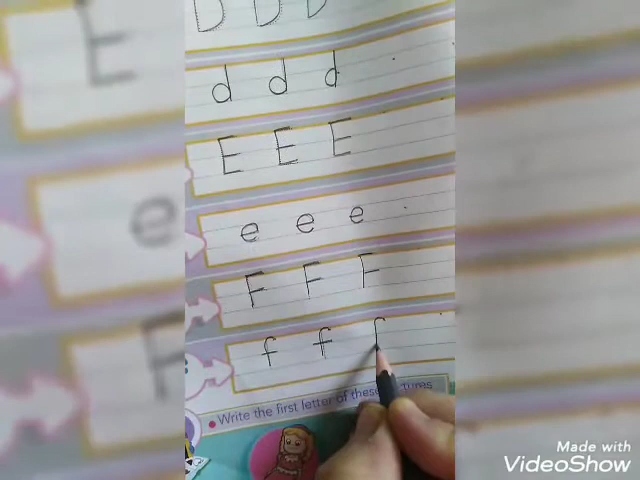 D D D
d d d
E E E
e e e
F F F
f f f
Write the first letter of these pictures
Made with
VideoShow